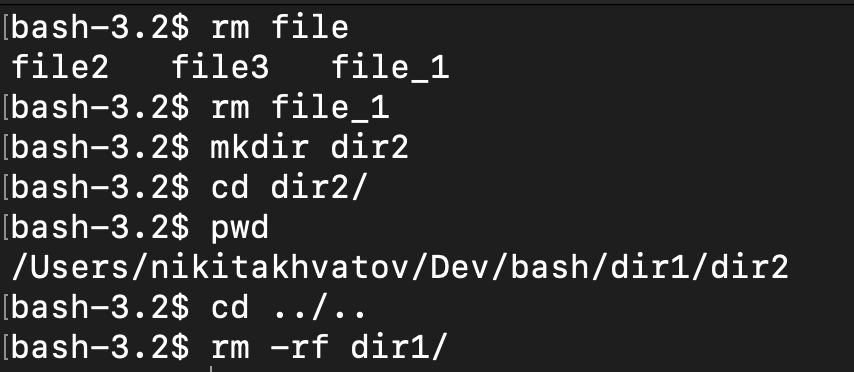 [bash-3.2$ rm file
file2   file3   file_1
[bash-3.2$ rm file_1
[bash-3.2$ mkdir dir2
[bash-3.2$ cd dir2/
[bash-3.2$ pwd
/Users/nikitakhvatov/Dev/bash/dir1/dir2
[bash-3.2$ cd ../..
[bash-3.2$ rm -rf dir1/